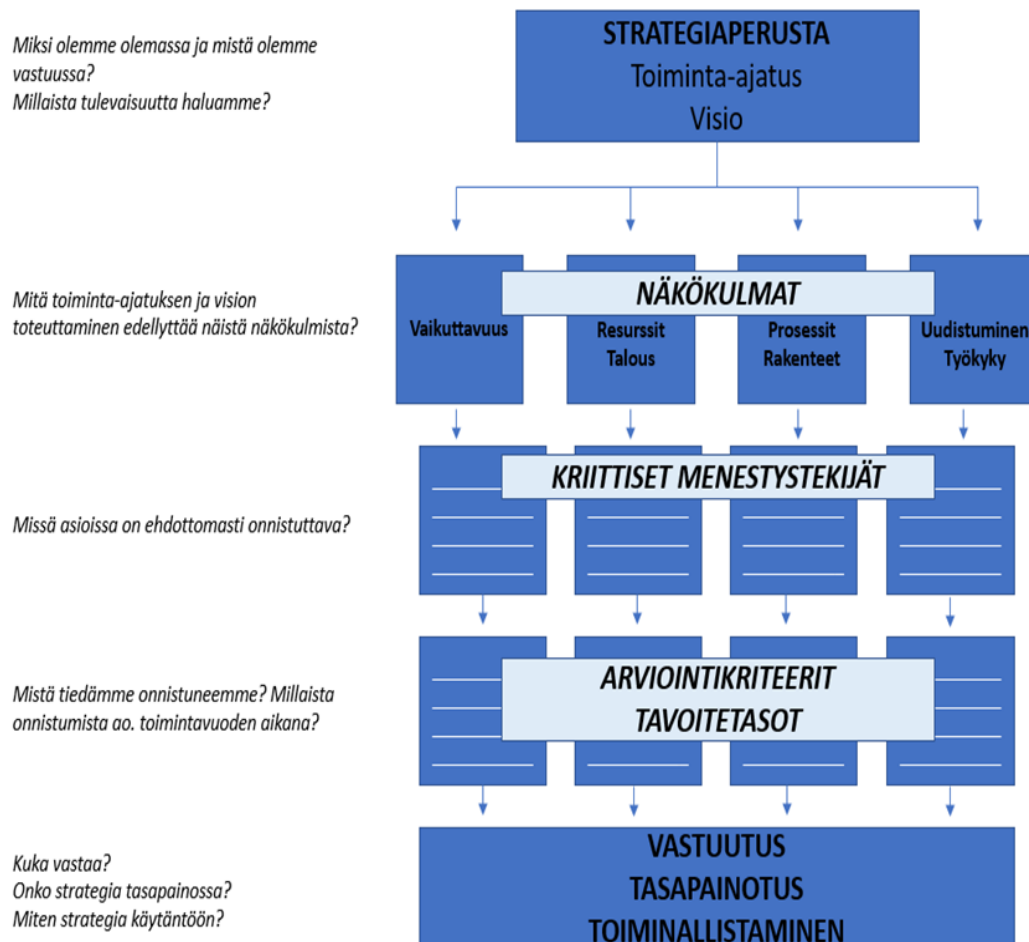 Miksi olemme olemassa ja mistä olemme
vastuussa?
Millaista tulevaisuutta haluamme?
STRATEGIAPERUSTA
Toiminta-ajatus
Visio
Mitä toiminta-ajatuksen ja vision
toteuttaminen edellyttää näistä näkökulmista?
NÄKÖKULMAT
Vaikuttavuus
Resurssit
Talous
Prosessit
Rakenteet
Uudistuminen
Työkyky
Missä asioissa on ehdottomasti onnistuttava?
KRIITTISET MENESTYSTEKIJÄT
Mistä tiedämme onnistuneemme? Millaista
onnistumista ao. toimintavuoden aikana?
ARVIOINTIKRITEERIT
TAVOITETASOT
Kuka vastaa?
Onko strategia tasapainossa?
Miten strategia käytäntöön?
VASTUUTUS
TASAPAINOTUS
TOIMINALLISTAMINEN